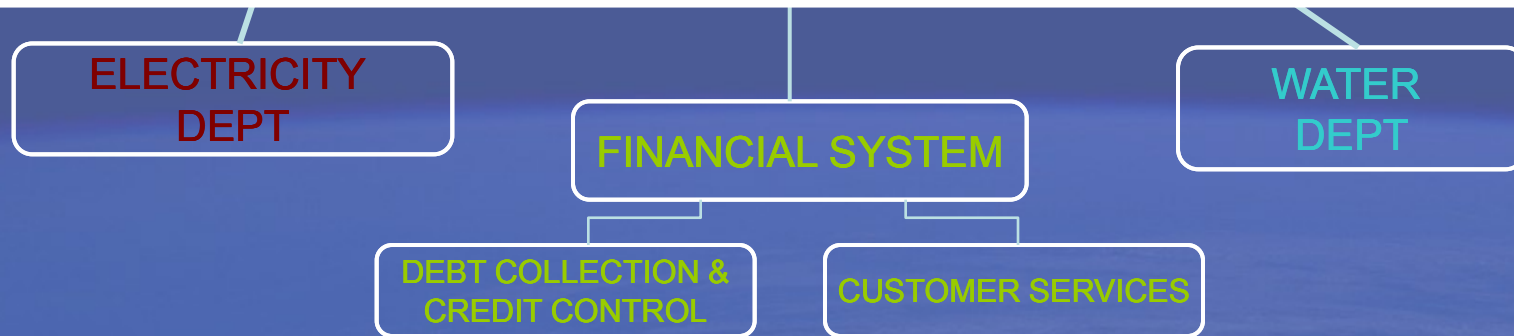 ELECTRICITY
DEPT
WATER
DEPT
FINANCIAL SYSTEM
DEBT COLLECTION &
CREDIT CONTROL
CUSTOMER SERVICES